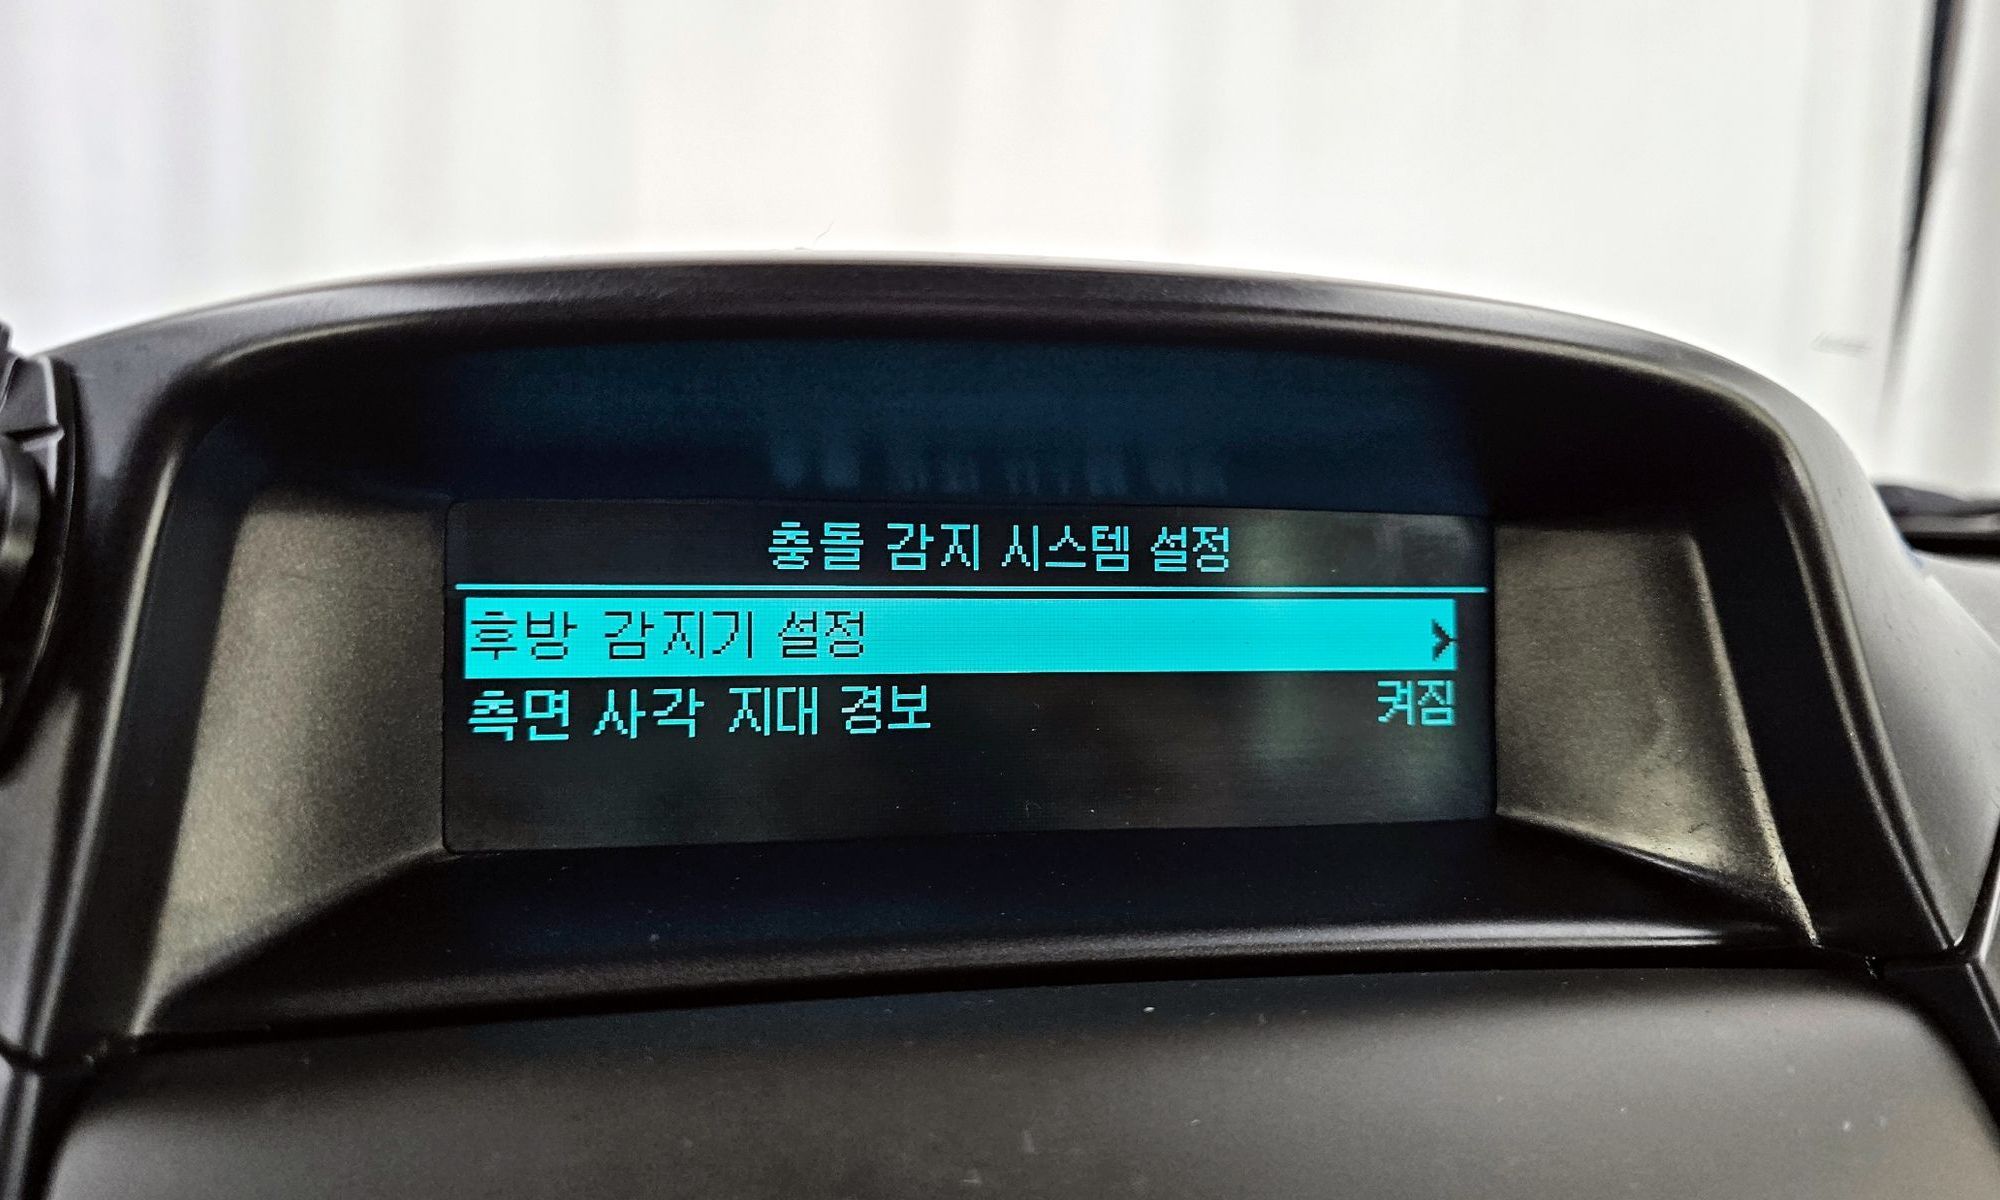 충돌 감지 시스템 설정
후방 감지기 설정
측면 사각 지대 경보 켜짐